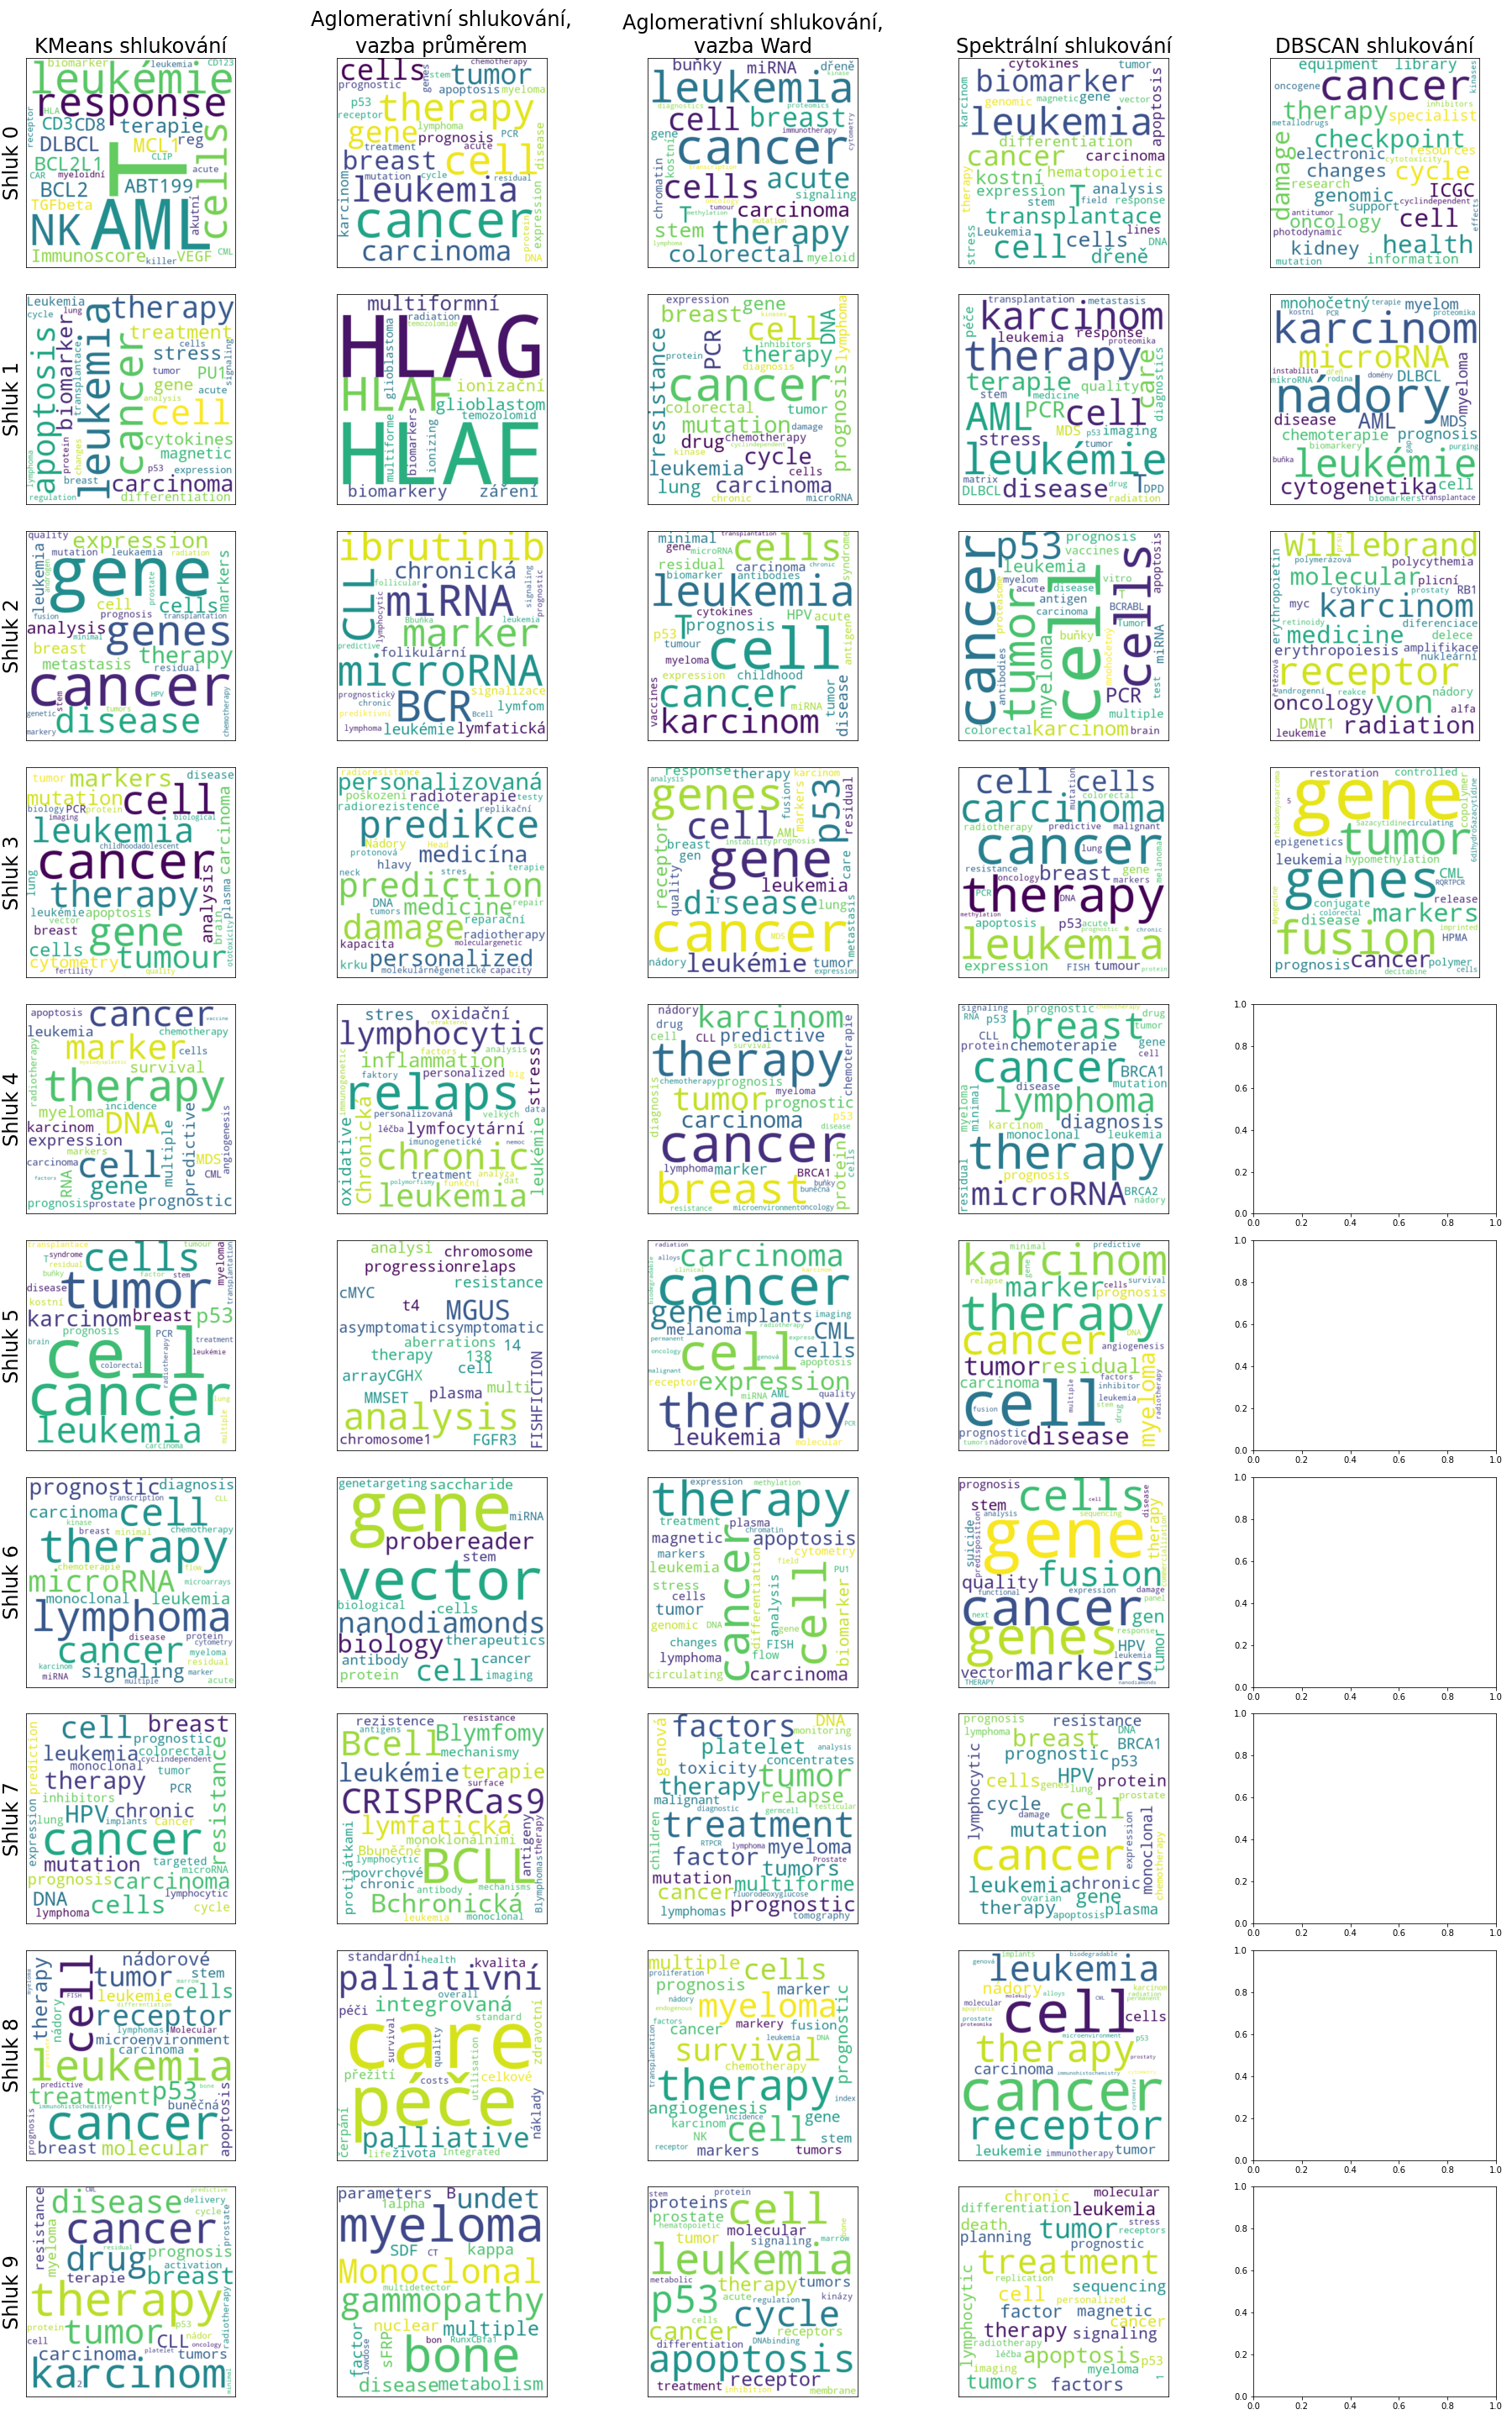 Aglomerativní shlukování,
Aglomerativní shlukování,
KMeans shlukování
vazba průměrem
vazba Ward
Spektrální shlukování
DBSCAN shlukování
Shluk 0
biomarker leukemia CD123
leukémie
response
CD3 CD8 terapie
DLBCL MCL1 reg
CLIP
BCL2L1 T cells
CAR myeloidní acute
BCL2 ABT199
TGFbeta akutní
NK AML
Immunoscore killer VEGF CML
cells tumor chemotherapy
prognostic stem apoptosis myeloma
p53 therapy
receptor gene lymphoma
prognosis PCR
treatment acute disease
breast cell
mutation cycle residual
karcinom leukemia
cancer expression
carcinoma protein DNA
buňky miRNA dřeně
kinase
leukemia
diagnostics proteomics
cell breast
gene kostní immunotherapy cytometry
cancer
cells acute
chromatin signaling
T tumour carcinoma
methylation mutation
stem therapy
lymphoma
colorectal myeloid
cytokines tumor
biomarker
karcinom genomic magnetic gene vector
leukemia apoptosis
differentiation
cancer carcinoma
kostní hematopoietic
expression T analysis
therapy stem field response
transplantace
Leukemia lines
stress cell cells DNA
dřeně
equipment library
oncogene cancer kinases
therapy inhibitors
specialist
metallodrugs checkpoint
electronic resources
cytotoxicity
damage changes cycle
research ICGC
genomic cyclindependent
support
antitumor
oncology cell effects
photodynamic
kidney health
mutation information
Shluk 1
Leukemia lung therapy
cycle
treatment
cells
apoptosis biomarker leukemia cancer stress
tumor PU1 signaling
transplantace gene acute
analysis
cell
protein changes cytokines
magnetic
lymphoma p53 expression
breast carcinoma
regulation differentiation
multiformní
radiation
temozolomide
HLAG
glioblastoma
HLAF ionizační
glioblastom
temozolomid
HLAE
multiforme biomarkers ionizing
biomarkery záření
expression gene
breast kinases
cell DNA lymphoma
resistance PCR inhibitors
protein therapy
diagnosis
cancer
colorectal tumor
mutation damage
drug chemotherapy prognosis
cyclindependent
kinase cycle
leukemia cells
lung carcinoma
chronic microRNA
transplantation metastasis
péče karcinom
leukemia response
proteomika
therapy
terapie quality care
stem medicine diagnostics
AML PCR cell
MDS p53 imaging
stress tumor
leukémie
matrix drug T DPD
DLBCL disease radiation
mnohočetný terapie myelom
kostní PCR proteomika
karcinom
microRNA
instabilita
mikroRNA rodina domény DLBCL myeloma
nádory
disease AML MDS
chemoterapie prognosis
biomarkery gap purging
buňka leukémie
cytogenetika cell
biomarkers transplantace
Shluk 2
quality expression
mutation leukaemia radiation
leukemia gene markers
androgen prostate
cell cells
fusion prognosis transplantation
analysis genes
minimal
breast therapy
metastasis residual
cancer
stem HPV
genetic tumors chemotherapy
markery disease
ibrutinib
chronická
CLL follicular signaling
miRNA prognostic
lymphocytic Bbuňka leukemia
marker
predictive folikulární
microRNA
prognostický signalizace
chronic BCR Bcell lymfom
prediktivní
lymphoma leukémie lymfatická
minimal transplantation
gene microRNA cells
residual carcinoma chronic syndrome
biomarker antibodies
leukemia
cytokines HPV acute
T prognosis
p53 antigen
tumour cell
myeloma
expression childhood
vaccines cancer tumor
miRNA disease
karcinom
p53 prognosis
vaccines
leukemia apoptosis
cancer myelom vitro
acute disease
proteasome antigen T
carcinoma BCRABL
tumor cell cells
buňky Tumor miRNA
antibodies myeloma mnohočetný
PCR test
multiple
colorectal karcinom brain
Willebrand
polymerázová polycythemia
erythropoietin molecular plicní
cytokiny prostaty RB1
myc karcinom
retinoidy diferenciace
medicine delece
erythropoiesis amplifikace
nukleární
řetězová receptor
androgenní reakce nádory
oncology von alfa
DMT1
leukemie radiation
Shluk 3
tumor markers disease
mutation cell
biology PCR protein
imaging biological
leukemia carcinoma
childhoodadolescent
cancer
lung therapy
leukémie apoptosis analysis plasma
vector
breast gene brain
cells ototoxicity
cytometry tumour
fertility quality
radioresistance
personalizovaná
poškození radioterapie testy
radiorezistence replikační
predikce
Nádory Head
protonová
hlavy medicína
neck stres terapie
prediction
DNA medicine repair
tumors
damage reparační
radiotherapy
kapacita moleculargenetic
krku personalized
molekulárněgenetické capacity
response therapy karcinom
analysis
genes fusion markers p53 residual
cell AML
receptor instability prognosis
breast
gen gene care
leukemia
quality T disease lung
cancer metastasis
MDS
nádory leukémie tumor
expression
cell cells
mutation
colorectal
carcinoma
radiotherapy predictive malignant
cancer lung melanoma
resistance
oncology breast gene
markers
PCR therapy
DNA
methylation
apoptosis p53 acute
prognostic chronic
leukemia
expression FISH tumour protein
restoration controlled
5 gene copolymer
rhabdomyosarcoma 5azacytidine circulating
epigenetics tumor 6dihydro5azacytidine
leukemia hypomethylation
genes CML
RQRTPCR
conjugate release
colorectal
Myogenine disease markers
imprinted
fusion HPMA
prognosis cancer polymer
decitabine cells
Shluk 4
apoptosis cancer vaccine
leukemia chemotherapy
marker cells
radiotherapy survival
therapy
myeloma incidence
karcinom DNA
expression multiple predictive angiogenesis
markers
carcinoma cell MDS
factors RNA gene CML
prognosis prostate prognostic
stres oxidační
refrakterní
lymphocytic
factors analysis
immunogenetic inflammation
faktory personalized big stress
relaps
personalizovaná velkých data
oxidative Chronická léčba lymfocytární
imunogenetické nemoc
chronic leukémie
treatment analýza
polymorfismy funkční dat
leukemia
nádory karcinom
drug
cell CLL predictive chemoterapie
survival
therapy
chemotherapy prognosis
diagnosis myeloma
tumor prognostic
carcinoma p53
disease
cancer protein cells
lymphoma marker BRCA1
breast buňky
buněčná
resistance microenvironment oncology
signaling prognostic chemotherapy drug
RNA p53 breast tumor
CLL gene
protein chemoterapie cell
cancer BRCA1
disease mutation
myeloma minimal lymphoma
karcinom diagnosis
monoclonal leukemia
therapy
residual prognosis
microRNA BRCA2
nádory
1.0
0.8
0.6
0.4
0.2
0.0
0.0 0.2 0.4 0.6 0.8 1.0
Shluk 5
transplantace tumour
T syndrome cells myeloma transplantation
residual
buňky factor stem
disease tumor
kostní
karcinom breast p53
prognosis PCR treatment
brain cell
leukémie
colorectal radiotherapy
cancer lung
leukemia multiple
carcinoma
analysi chromosome
progressionrelaps
resistance
cMYC
t4 MGUS
asymptomaticsymptomatic
aberrations 14
therapy 138
cell
arrayCGHX
MMSET plasma multi
analysis FISHFICTION
chromosome1 FGFR3
radiation carcinoma
alloys
clinical karcinom
biodegradable cancer
gene implants imaging
melanoma radiotherapy CML
permanent exprese
oncology cell cells
genová apoptosis
malignant
receptor expression
miRNA AML quality
therapy PCR
leukemia molecular
minimal predictive
karcinom
relapse gene marker cells survival
prognosis
therapy
cancer DNA
angiogenesis
tumor residual
carcinoma factors myeloma radiotherapy
inhibitor
cell multiple leukemia
fusion stem drug
prognostic
tumors nádorové disease
1.0
0.8
0.6
0.4
0.2
0.0
0.0 0.2 0.4 0.6 0.8 1.0
Shluk 6
prognostic diagnosis
transcription CLL
carcinoma cell
kinase
breast minimal chemotherapy
therapy
chemoterapie flow
microRNA microarrays
monoclonal leukemia
lymphoma
disease protein
cancer cytometry
myeloma
residual
karcinom signaling marker
miRNA multiple acute
genetargeting saccharide
gene miRNA
probereader
stem
vector
biological cells
nanodiamonds
biology therapeutics
antibody cancer
protein cell imaging
expression methylation
therapy
treatment plasma
magnetic chromatin apoptosis
markers cytometry
leukemia field PU1
stress
cells cancer differentiation analysis cell biomarker
tumor
genomic DNA gene
changes FISH
lymphoma flow
circulating carcinoma
prognosis cells disease
stem cell
analysis sequencing
suicide predisposition gene therapy commercialization
quality fusion
functional expression damage
cancer panel
next gen
genes response
HPV tumor
leukemia
vector markers
THERAPY nanodiamonds
1.0
0.8
0.6
0.4
0.2
0.0
0.0 0.2 0.4 0.6 0.8 1.0
Shluk 7
cell breast
prediction prognostic
leukemia colorectal
cyclindependent
monoclonal tumor resistance
therapy PCR
inhibitors
expression HPV chronic
lung implants Cancer
cancer
mutation targeted
microRNA
prognosis carcinoma
DNA lymphocytic
lymphoma cells cycle
rezistence resistance
antigens
Bcell Blymfomy
mechanismy
leukémie terapie
surface
CRISPRCas9
lymfatická
monoklonálními antigeny
Bbuněčné
protilátkami lymphocytic BCLL Blymphomastherapy
povrchové
chronic antibody mechanisms
Bchronická
leukemia monoclonal
factors DNA
monitoring
genová platelet analysis
toxicity concentrates
therapy tumor
malignant relapse
diagnostic germcell testicular
children treatment
RTPCR lymphoma myeloma
factor Prostate
tumors
mutation multiforme
cancer fluorodeoxyglucose
lymphomas prognostic
tomography
prognosis resistance
lymphoma breast DNA
BRCA1
lymphocytic prognostic p53
HPV protein
cells genes lung
prostate
cycle cell
damage
mutation expression monoclonal
cancer chemotherapy
leukemia chronic
ovarian gene
therapy apoptosis plasma
1.0
0.8
0.6
0.4
0.2
0.0
0.0 0.2 0.4 0.6 0.8 1.0
Shluk 8
myeloma therapy cell nádorové
tumor stem
marrow
FISH leukemie cells
nádory differentiation
receptor
lymphomas Molecular
microenvironment
carcinoma
leukemia
predictive bone
treatment p53
immunohistochemistry buněčná
prognosis cancer apoptosis
breast molecular
standardní health kvalita
paliativní
overall
péči integrovaná
standard
care zdravotní
survival quality utilisation
přežití costs celkové
péče
čerpání palliative náklady
life života Integrated
multiple cells
proliferation
prognosis marker
nádory myeloma prognostic
endogenous
factors markery fusion
cancer leukemia DNA
transplantation survival
chemotherapy
therapy index
angiogenesis
karcinom incidence gene
NK cell stem
receptor markers tumors
implants biodegradable
genová leukemia
nádory karcinom
radiation
molekuly alloys CML permanent
molecular
apoptosis cell cells
prostate
proteomika microenvironment p53
therapy prostaty
carcinoma immunohistochemistry
cancer cytometrie
receptor
leukemie immunotherapy tumor
1.0
0.8
0.6
0.4
0.2
0.0
0.0 0.2 0.4 0.6 0.8 1.0
Shluk 9
CML predictive
resistance disease delivery
cycle
cancer prostate
myeloma residual
drug prognosis
activation
terapie breast
therapy radiotherapy
protein p53
tumor nádor
cell CLL oncology
carcinoma platelet tumors
karcinom minimal
2
parameters B undet
1alpha
myeloma
SDF CT kappa
Monoclonal
multidetector
gammopathy
nuclear multiple
factor lowdose sFRP bon RunxCBfa1
bone
disease metabolism
stem protein
proteins cell
prostate
hematopoietic molecular bone
tumor signaling marrow
leukemia
metabolic therapy tumors
p53 acute regulation kinázy
cells cycle
cancer receptors
differentiation DNAbinding
apoptosis
receptor
treatment inhibition membrane
chronic molecular
differentiation leukemia
death tumor stress
receptors
planning prognostic
treatment
replication
lymphocytic cell sequencing
personalized
factor magnetic
cancer
therapy signaling
radiotherapy
léčba apoptosis p53
imaging myeloma
tumors factors 1
1.0
0.8
0.6
0.4
0.2
0.0
0.0 0.2 0.4 0.6 0.8 1.0